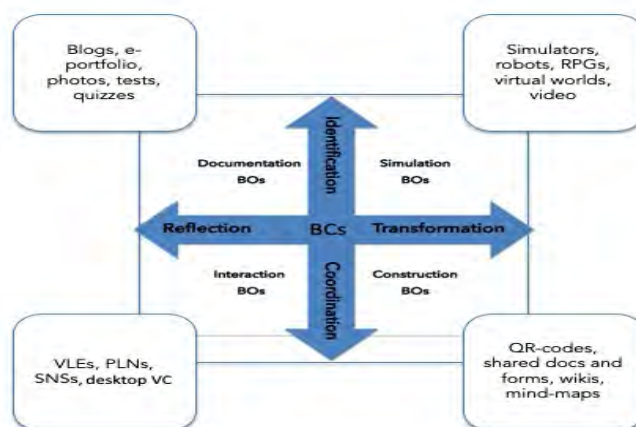 Blogs, e-
portfolio,
photos, tests,
quizzes
Simulators,
robots, RPGs,
virtual worlds,
video
Identification
Documentation
BOs
Simulation
BOs
Reflection
BCs
Transformation
Interaction
BOs
Coordination
Construction
BOs
VLEs, PLNs,
SNSs, desktop VC
QR-codes,
shared docs and
forms, wikis,
mind-maps